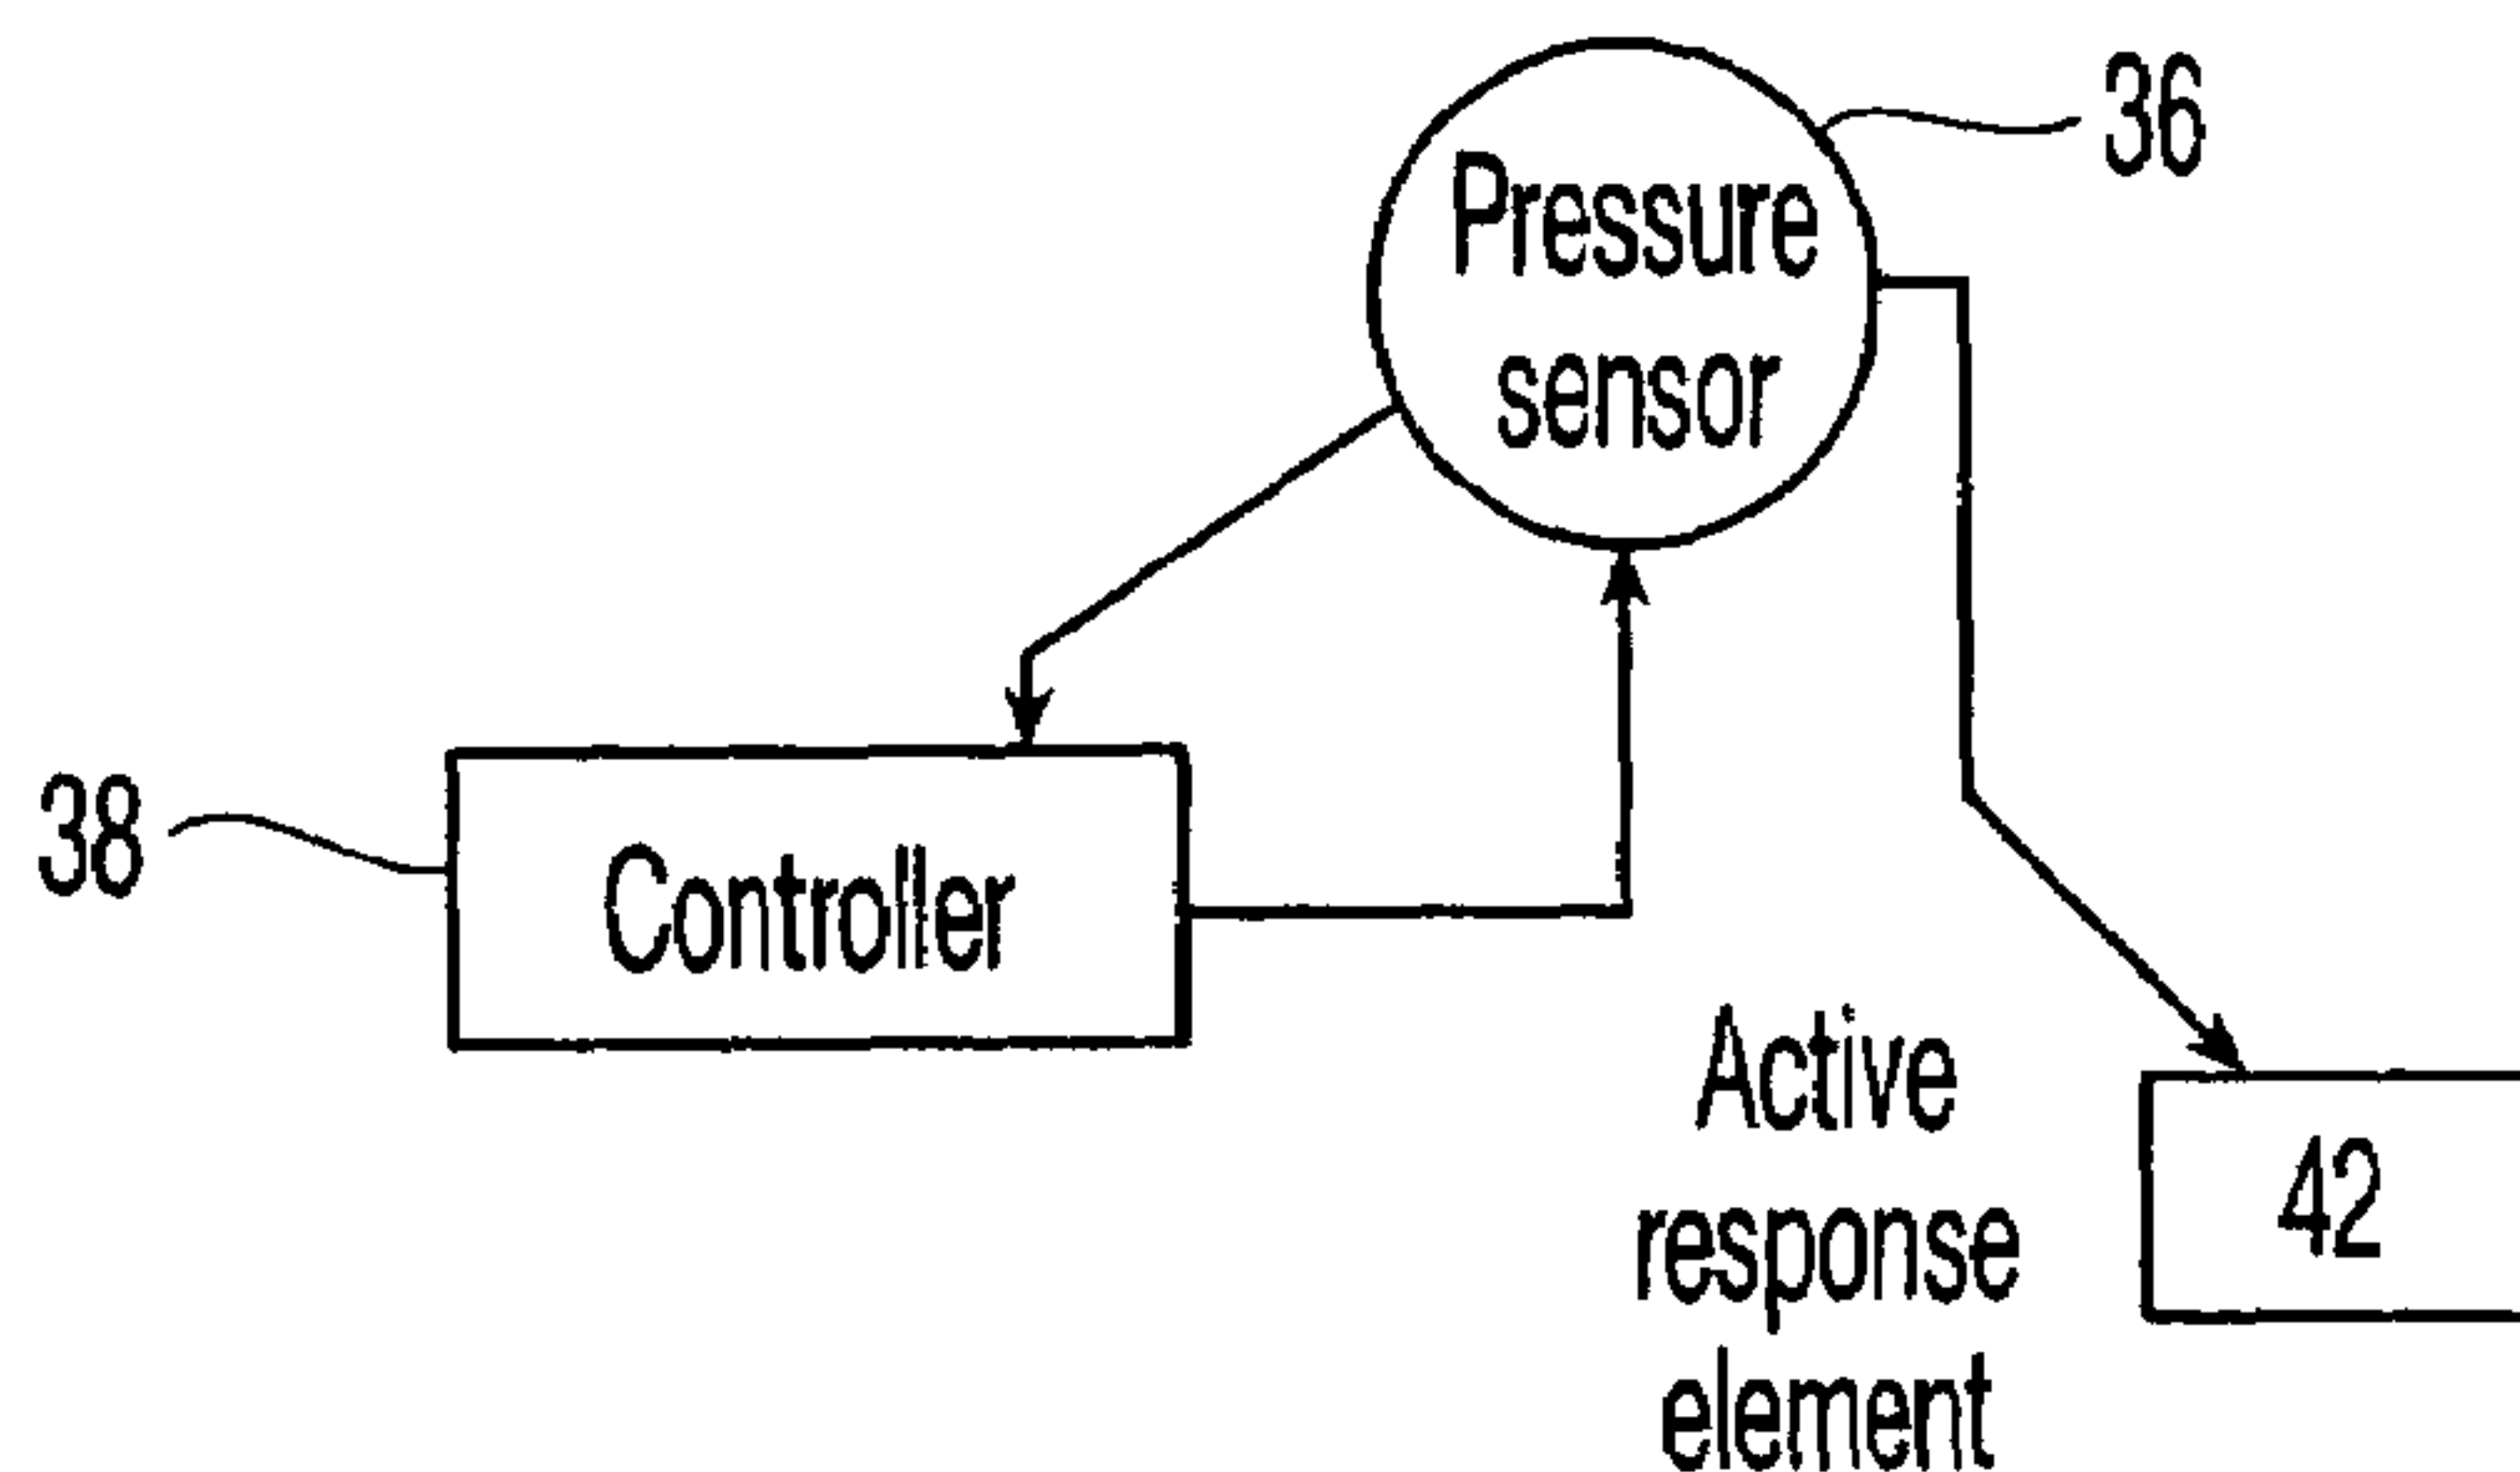 36
Pressure
sensor
38
Controller
Active
response
element
42